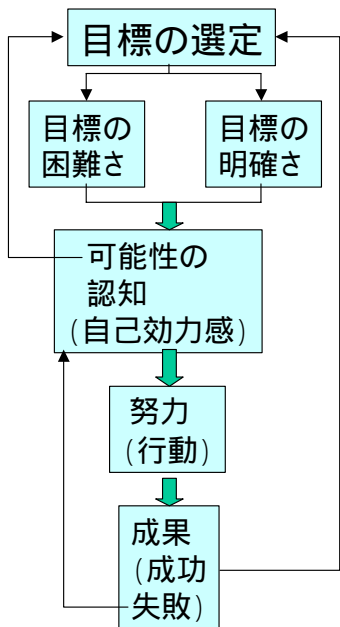 目標の選定
目標の
困難さ
目標の
明確さ
可能性の
認知
(自己効力感)
努力
(行動)
成果
(成功
失敗)